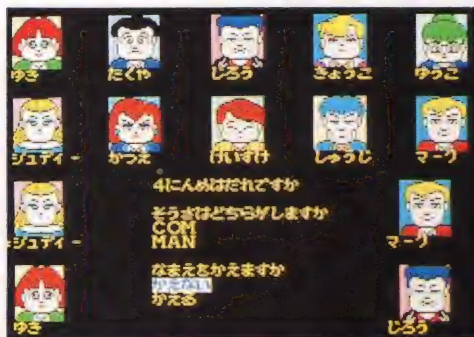 ゆき
たくや
じろう
きょうこ
ゆうこ
ジュディー
かつえ
けいすけ
しゅうじ
マーク
4にんめはだれですか
そうさはどちらがしますか
COM
MAN
なまえをかえますか
かえない
かえる
ジュディー
マーク
ゆき
じろう